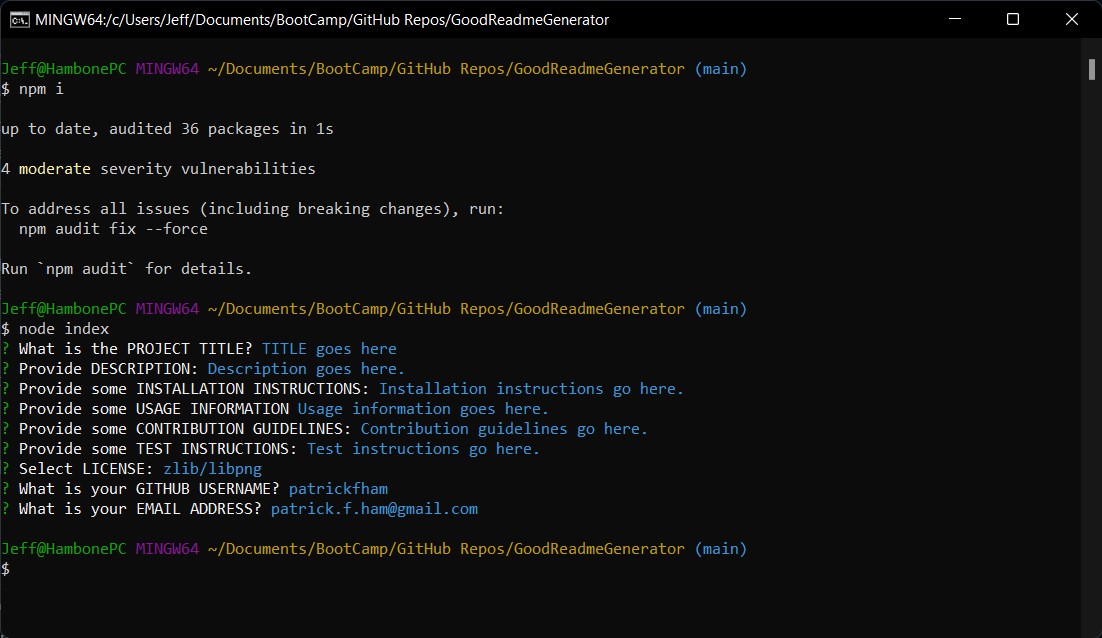 MINGW64:/c/Users/Jeff/Documents/BootCamp/GitHub Repos/GoodReadmeGenerator
Jeff@HambonePC MINGW64 ~/Documents/BootCamp/GitHub Repos/GoodReadmeGenerator (main)
$ npm i
up to date, audited 36 packages in 1s
4 moderate severity vulnerabilities
To address all issues (including breaking changes), run:
npm audit fix --force
Run `npm audit` for details.
Jeff@HambonePC MINGW64 ~/Documents/BootCamp/GitHub Repos/GoodReadmeGenerator (main)
$ node index
? What is the PROJECT TITLE? TITLE goes here
? Provide DESCRIPTION: Description goes here.
? Provide some INSTALLATION INSTRUCTIONS: Installation instructions go here.
? Provide some USAGE INFORMATION Usage information goes here.
? Provide some CONTRIBUTION GUIDELINES: Contribution guidelines go here.
? Provide some TEST INSTRUCTIONS: Test instructions go here.
? Select LICENSE: zlib/libpng
? What is your GITHUB USERNAME? patrickfham
? What is your EMAIL ADDRESS? patrick.f.ham@gmail.com
Jeff@HambonePC MINGW64 ~/Documents/BootCamp/GitHub Repos/GoodReadmeGenerator (main)
$